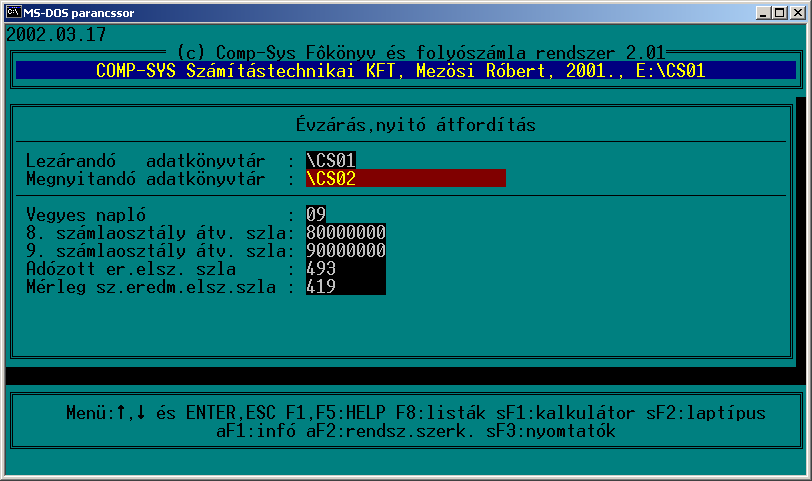 MS-DOS parancssor
2002.03.17
(c) Comp-Sys Fôkönyv és folyószámla rendszer 2.01
COMP-SYS Számítástechnikai KFT, Mezösi Róbert, 2001., E:\CS01
Évzárás,nyitó átfordítás
Lezárandó   adatkönyvtár  : \CS01
Megnyitandó adatkönyvtár  : \CS02
Vegyes napló              : 09
8. számlaosztály átv. szla: 80000000
9. számlaosztály átv. szla: 90000000
Adózott er.elsz. szla     : 493
Mérleg sz.eredm.elsz.szla : 419
Menü:↑,↓ és ENTER,ESC F1,F5:HELP F8:listák sF1:kalkulátor sF2:laptípus
aF1:infó aF2:rendsz.szerk. sF3:nyomtatók